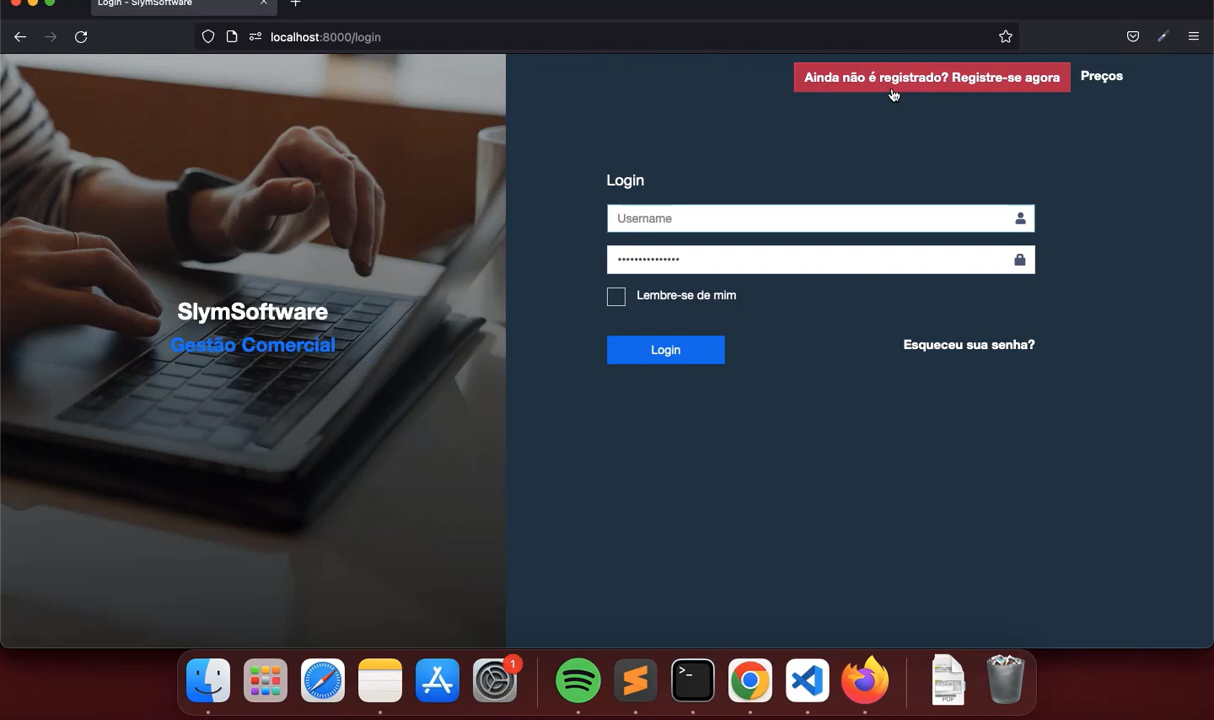 Login - SlymSoftware
localhost:8000/login
Ainda não é registrado? Registre-se agora
Preços
Login
Username
•••••••••••••••
Lembre-se de mim
Login
Esqueceu sua senha?
SlymSoftware
Gestão Comercial
1
>_
PDF